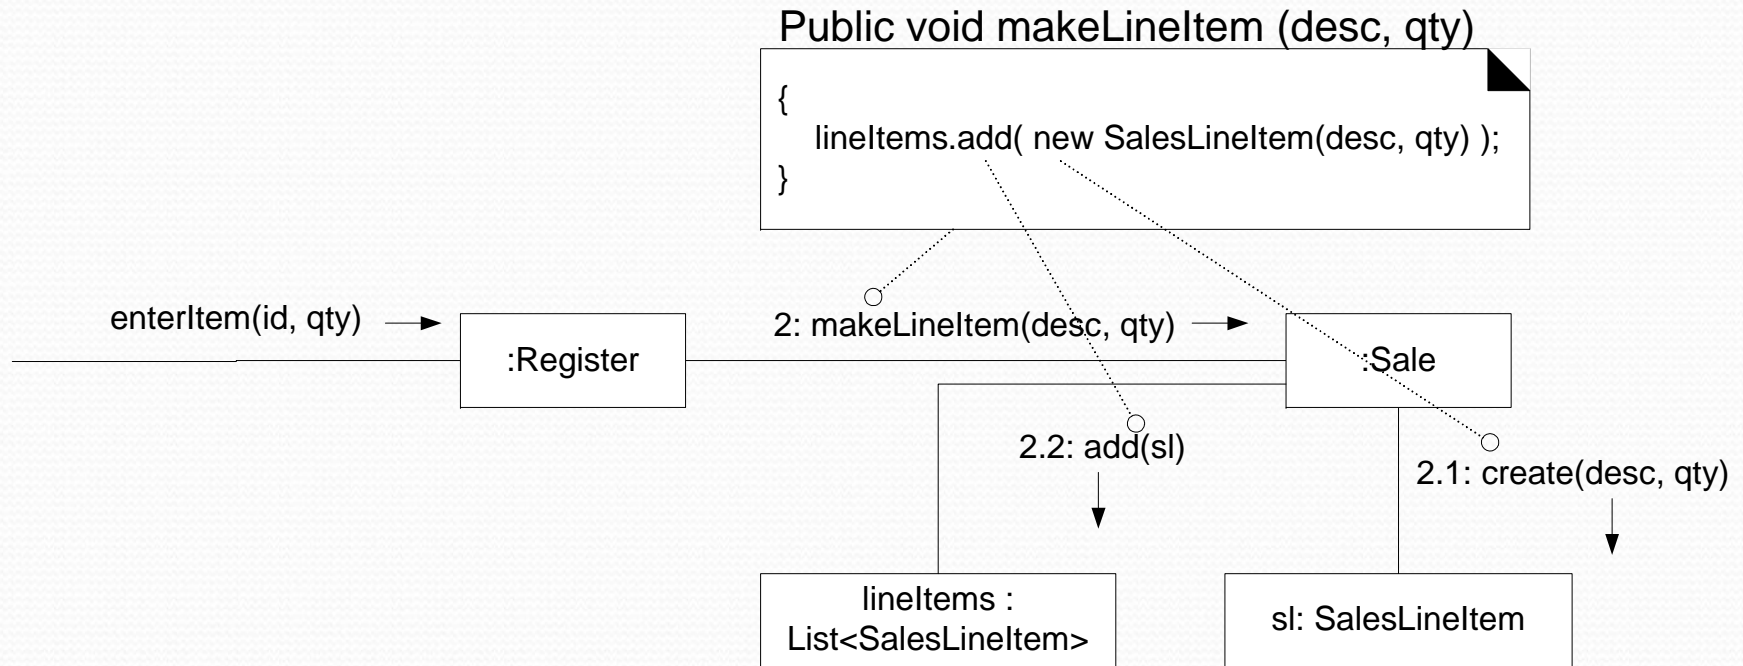 Public void makeLineItem (desc, qty)
{
lineItems.add( new SalesLineItem(desc, qty) );
}
enterItem(id, qty)
2: makeLineItem(desc, qty)
:Register
:Sale
2.2: add(sl)
2.1: create(desc, qty)
lineItems :
List<SalesLineItem>
sl: SalesLineItem